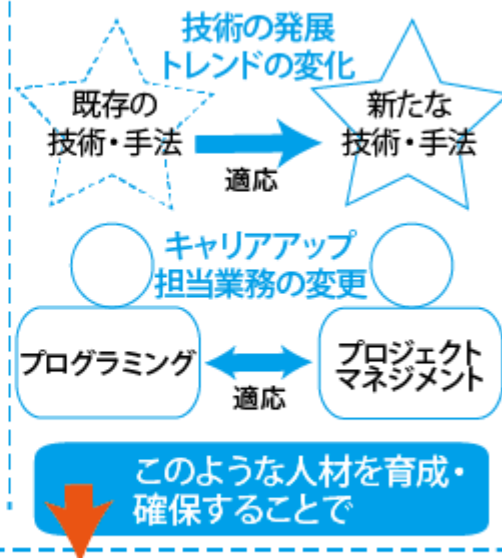 技術の発展
トレンドの変化
既存の
技術・手法
適応
新たな
技術・手法
キャリアアップ
担当業務の変更
プログラミング
適応
プロジェクト
マネジメント
このような人材を育成・
確保することで